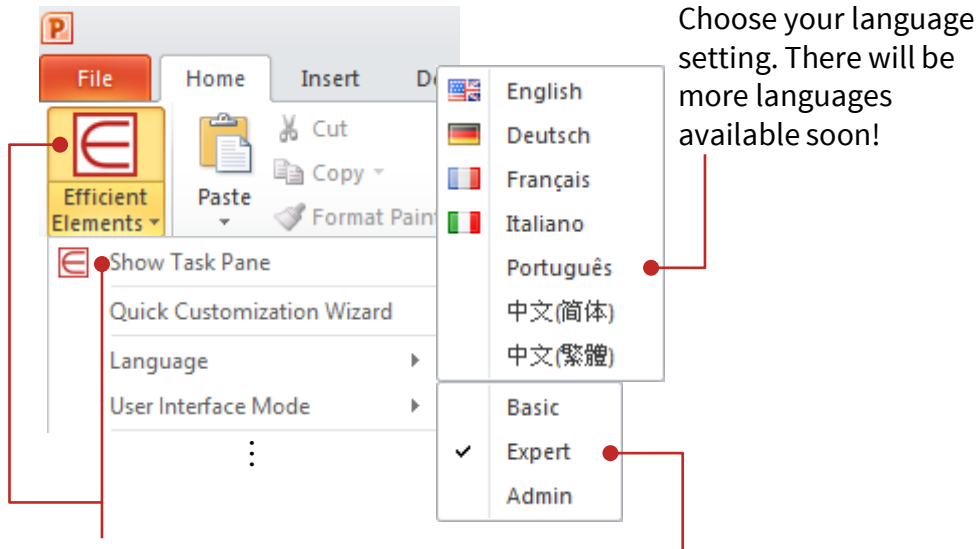 P
Choose your language
setting. There will be
more languages
available soon!
File Home Insert
Cut
Copy
Format
Paste
Efficient
Elements
Show Task Pane
Quick Customization Wizard
Language
User Interface Mode
⋮
English
Deutsch
Français
Italiano
Português
中文(简体)
中文(繁體)
Basic
Expert
Admin